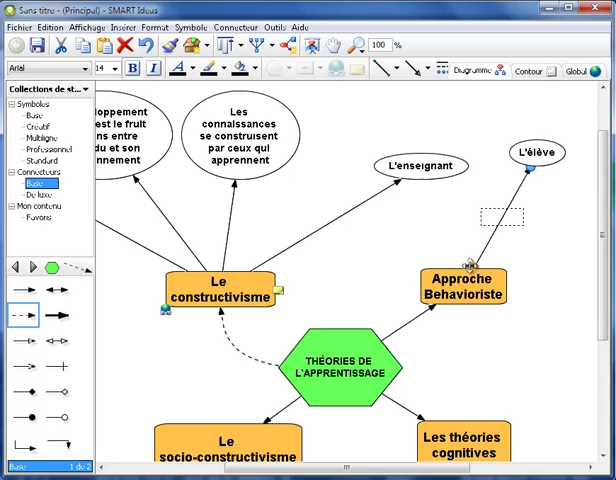 Sans titre - (Principal) - SMART Ideas
Fichier Edition Affichage Insérer Format Symbole Connecteur Outils Aide
100 %
Arial 14 B I A Diagramme Contour Global
Collections de st...
Symboles
Base
Créatif
Multiligne
Professionnel
Standard
Connecteurs
Base
De luxe
Mon contenu
Favoris
Base 1 de 2
loppement
est le fruit
ns entre
du et son
onnement
Les
connaissances
se construisent
par ceux qui
apprennent
L'enseignant
L'élève
Le
constructivisme
Approche
Behavioriste
THÉORIES DE
L'APPRENTISSAGE
Le
socio-constructivisme
Les théories
cognitives